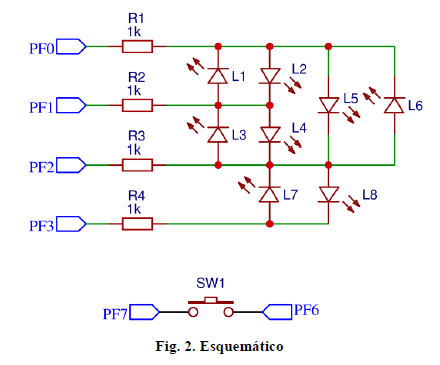 R1
1k
PF0
L1
L2
R2
1k
PF1
L5
L6
R3
1k
L3
L4
PF2
R4
1k
L7
L8
PF3
SW1
PF7
PF6
Fig. 2. Esquemático